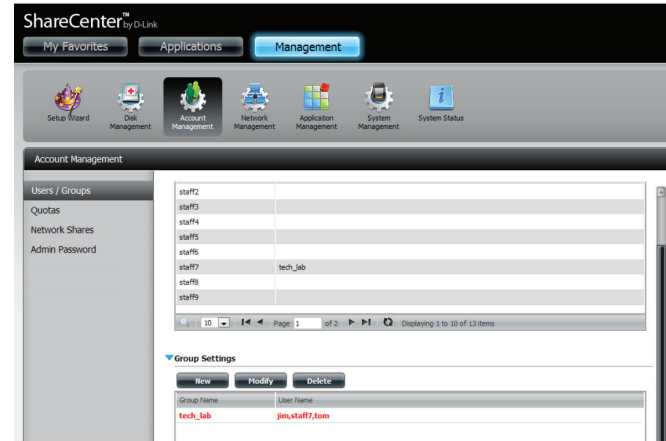 ShareCenter™ by D-Link
My Favorites Applications Management
Setup Wizard Disk Management Account Management Network Management Application Management System Management System Status
Account Management
Users / Groups
Quotas
Network Shares
Admin Password
staff2
staff3
staff4
staff5
staff6
staff7 tech_lab
staff8
staff9
10 Page 1 of 2 Displaying 1 to 10 of 13 items
Group Settings
New Modify Delete
Group Name User Name
tech_lab jim,staff7,tom